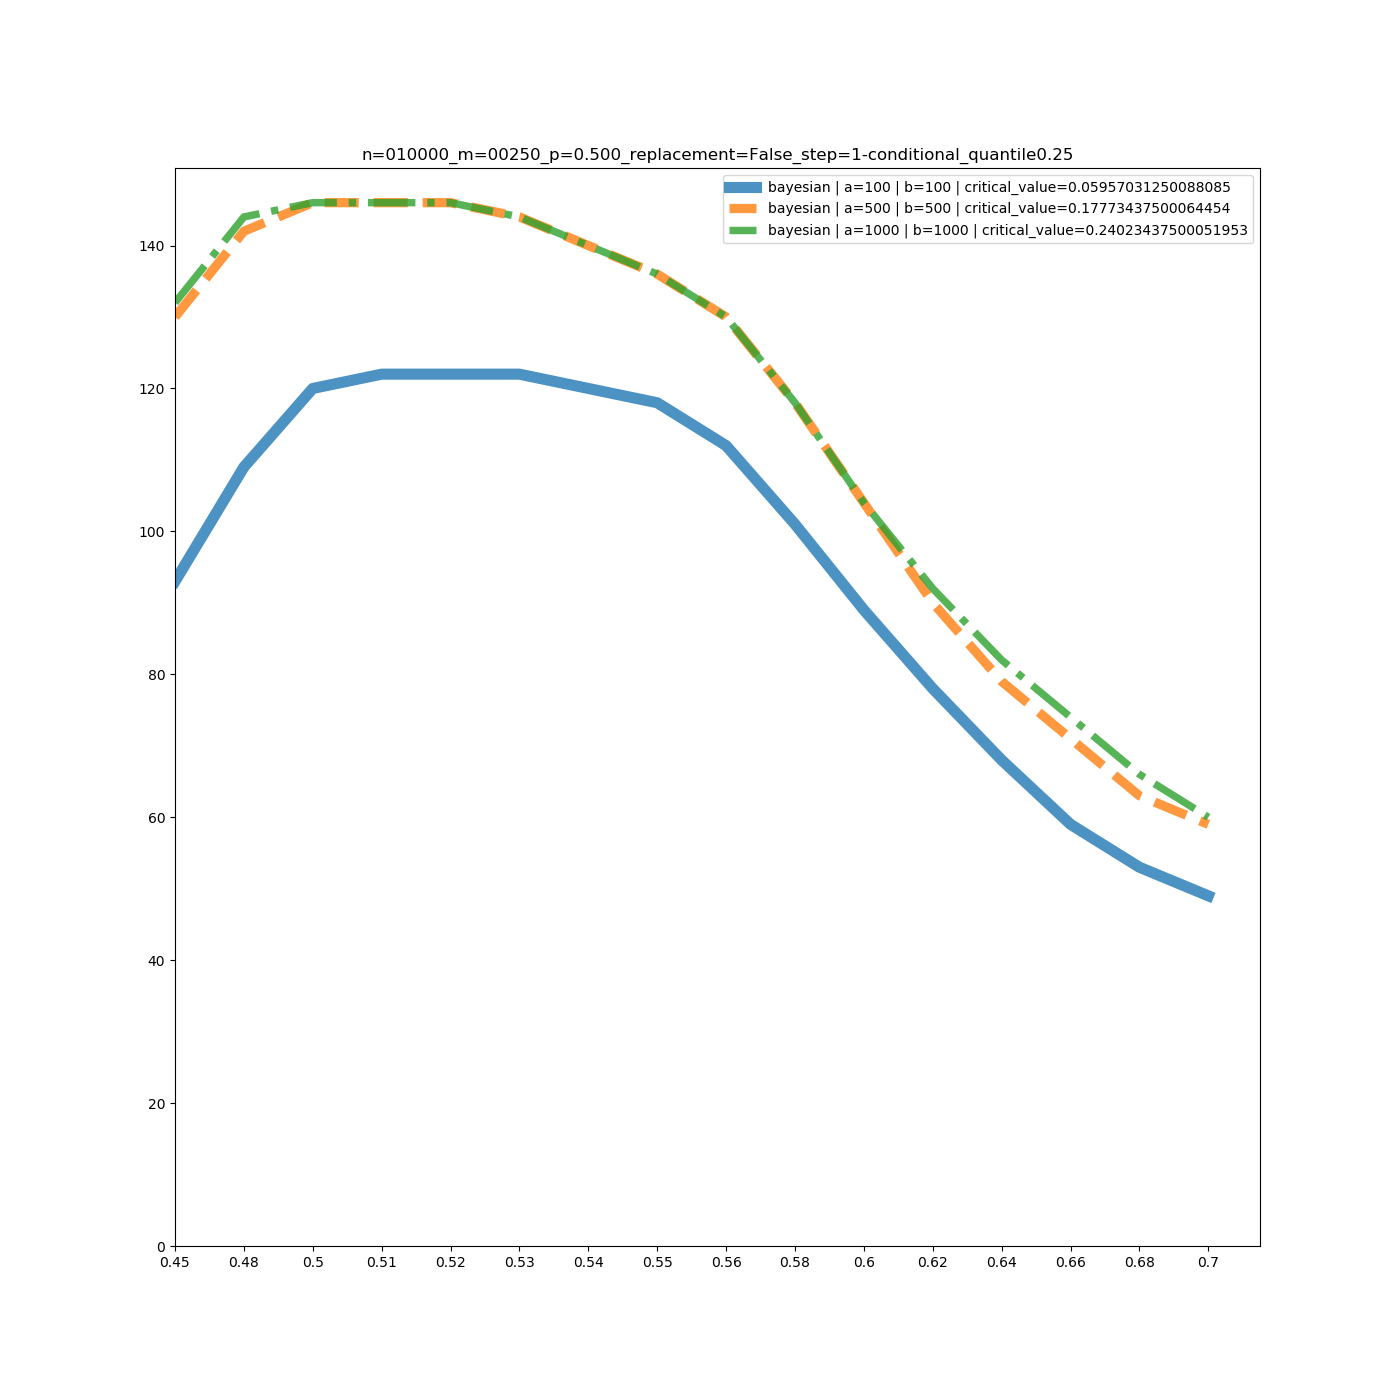 n=010000_m=00250_p=0.500_replacement=False_step=1-conditional_quantile0.25
bayesian | a=100 | b=100 | critical_value=0.05957031250088085
bayesian | a=500 | b=500 | critical_value=0.17773437500064454
bayesian | a=1000 | b=1000 | critical_value=0.24023437500051953
140
120
100
80
60
40
20
0
0.45 0.48 0.5 0.51 0.52 0.53 0.54 0.55 0.56 0.58 0.6 0.62 0.64 0.66 0.68 0.7